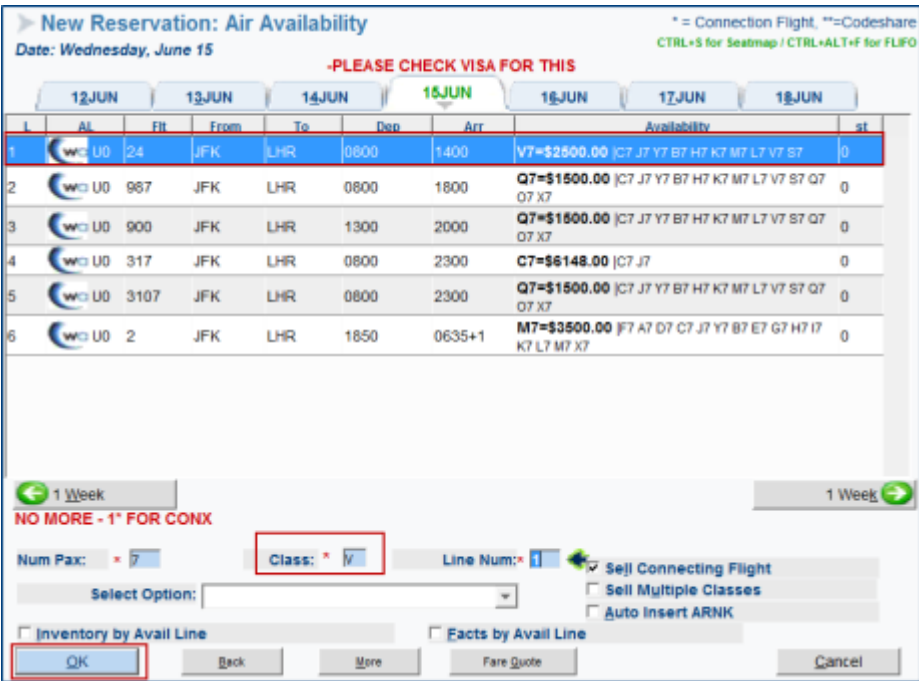 New Reservation: Air Availability
* = Connection Flight, **=Codeshare
Date: Wednesday, June 15
CTRL+S for Seatmap / CTRL+ALT+F for FLIFO
-PLEASE CHECK VISA FOR THIS
12JUN 13JUN 14JUN 15JUN 16JUN 17JUN 18JUN
L AL Flt From To Dep Arr Availability st
1 U0 24 JFK LHR 0800 1400 V7=$2500.00 |C7 J7 Y7 B7 H7 K7 M7 L7 V7 S7 0
2 U0 987 JFK LHR 0800 1800 Q7=$1500.00 |C7 J7 Y7 B7 H7 K7 M7 L7 V7 S7 Q7 0
O7 X7
3 U0 900 JFK LHR 1300 2000 Q7=$1500.00 |C7 J7 Y7 B7 H7 K7 M7 L7 V7 S7 Q7 0
O7 X7
4 U0 317 JFK LHR 0800 2300 C7=$6148.00 |C7 J7 0
5 U0 3107 JFK LHR 0800 2300 Q7=$1500.00 |C7 J7 Y7 B7 H7 K7 M7 L7 V7 S7 Q7 0
O7 X7
6 U0 2 JFK LHR 1850 0635+1 M7=$3500.00 |F7 A7 D7 C7 J7 Y7 B7 E7 G7 H7 I7 0
K7 L7 M7 X7
1 Week 1 Week
NO MORE - 1* FOR CONX
Num Pax: * 7 Class: * V Line Num:* 1 Sell Connecting Flight
Select Option: Sell Multiple Classes
Auto Insert ARNK
Inventory by Avail Line Facts by Avail Line
OK Back More Fare Quote Cancel